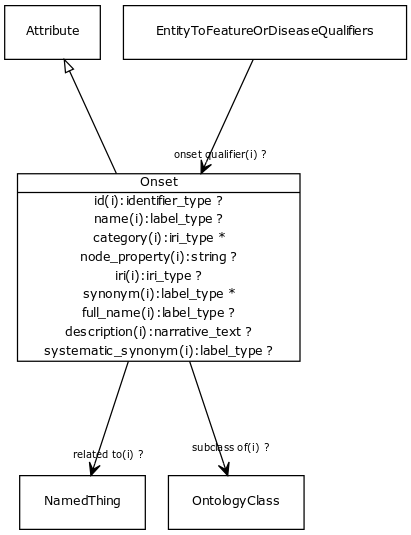 Attribute
EntityToFeatureOrDiseaseQualifiers
onset qualifier(i) ?
Onset
id(i):identifier_type ?
name(i):label_type ?
category(i):iri_type *
node_property(i):string ?
iri(i):iri_type ?
synonym(i):label_type *
full_name(i):label_type ?
description(i):narrative_text ?
systematic_synonym(i):label_type ?
related to(i) ?
subclass of(i) ?
NamedThing
OntologyClass